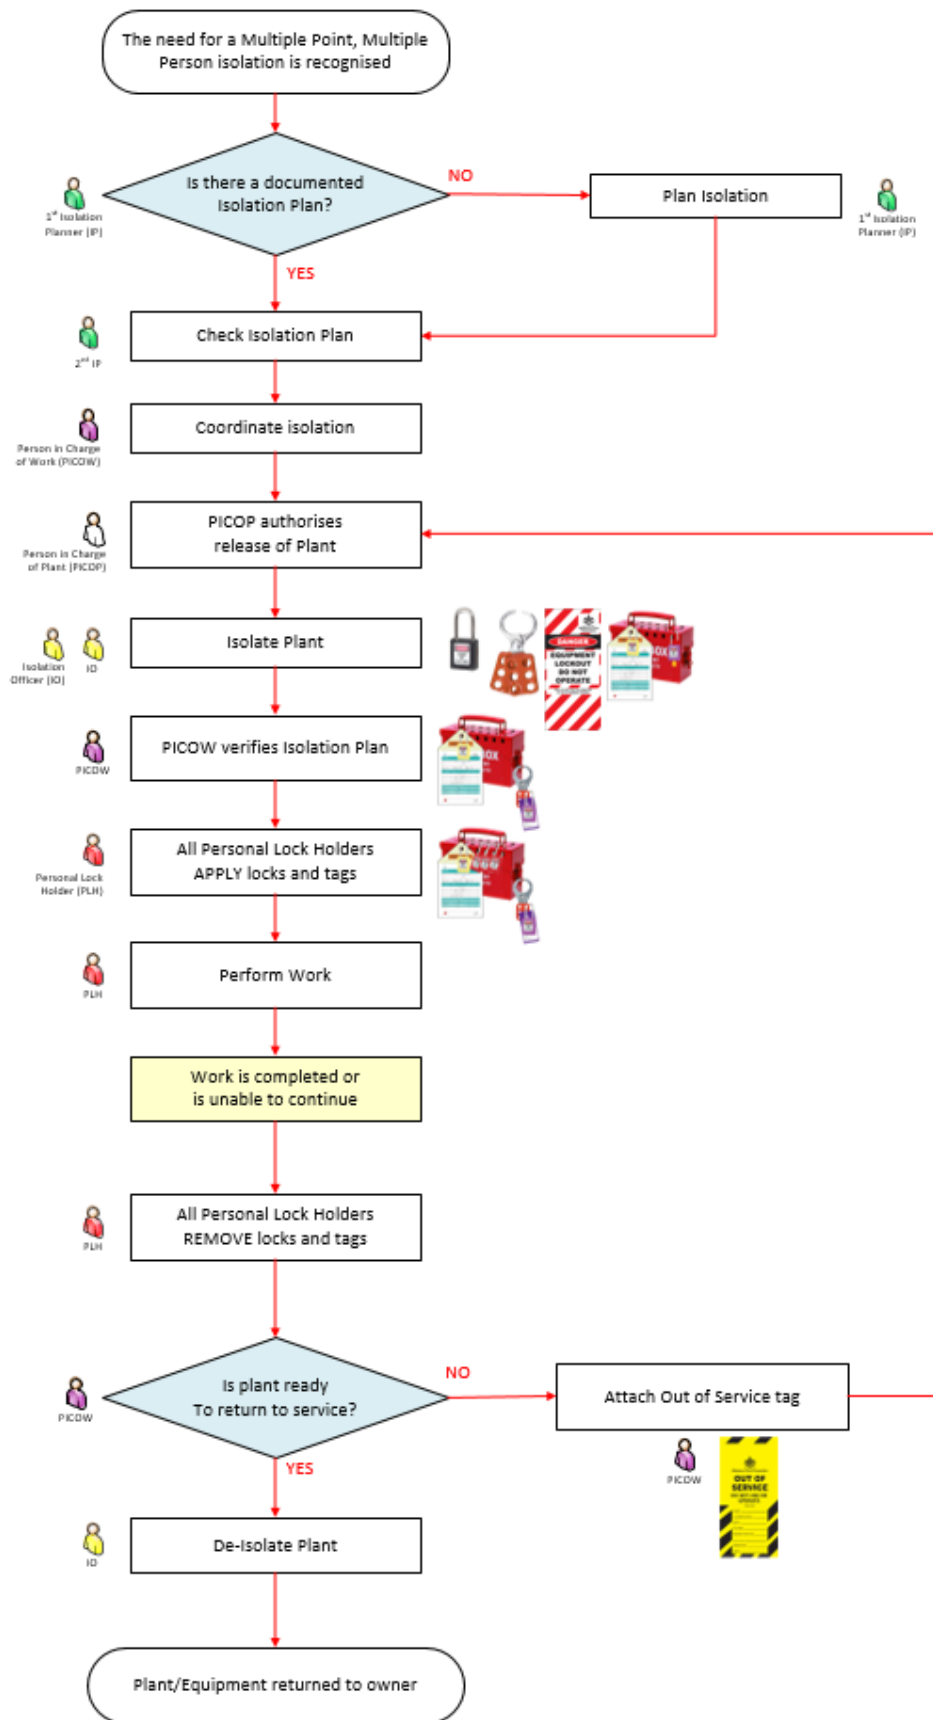 The need for a Multiple Point, Multiple
Person isolation is recognised
Is there a documented
Isolation Plan?
NO
Plan Isolation
1st Isolation
Planner (IP)
1st Isolation
Planner (IP)
YES
Check Isolation Plan
2nd IP
Coordinate isolation
Person in Charge
of Work (PICOW)
PICOP authorises
release of Plant
Person in Charge
of Plant (PICOP)
Isolate Plant
Isolation
Officer (IO)
IO
DANGER
EQUIPMENT
LOCKOUT
DO NOT
OPERATE
PICOW verifies Isolation Plan
PICOW
All Personal Lock Holders
APPLY locks and tags
Personal Lock
Holder (PLH)
Perform Work
PLH
Work is completed or
is unable to continue
All Personal Lock Holders
REMOVE locks and tags
PLH
Is plant ready
To return to service?
NO
Attach Out of Service tag
PICOW
YES
PICOW
OUT OF
SERVICE
De-Isolate Plant
IO
Plant/Equipment returned to owner